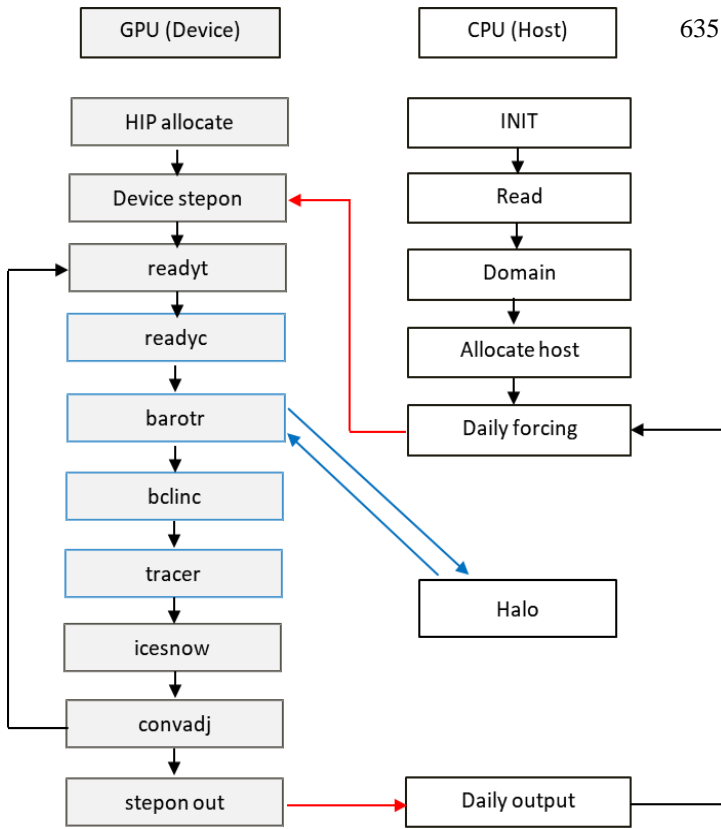 GPU (Device)
CPU (Host)
635
HIP allocate
Device stepon
readyt
readyc
barotr
bclinc
tracer
icesnow
convadj
stepon out
INIT
Read
Domain
Allocate host
Daily forcing
Halo
Daily output